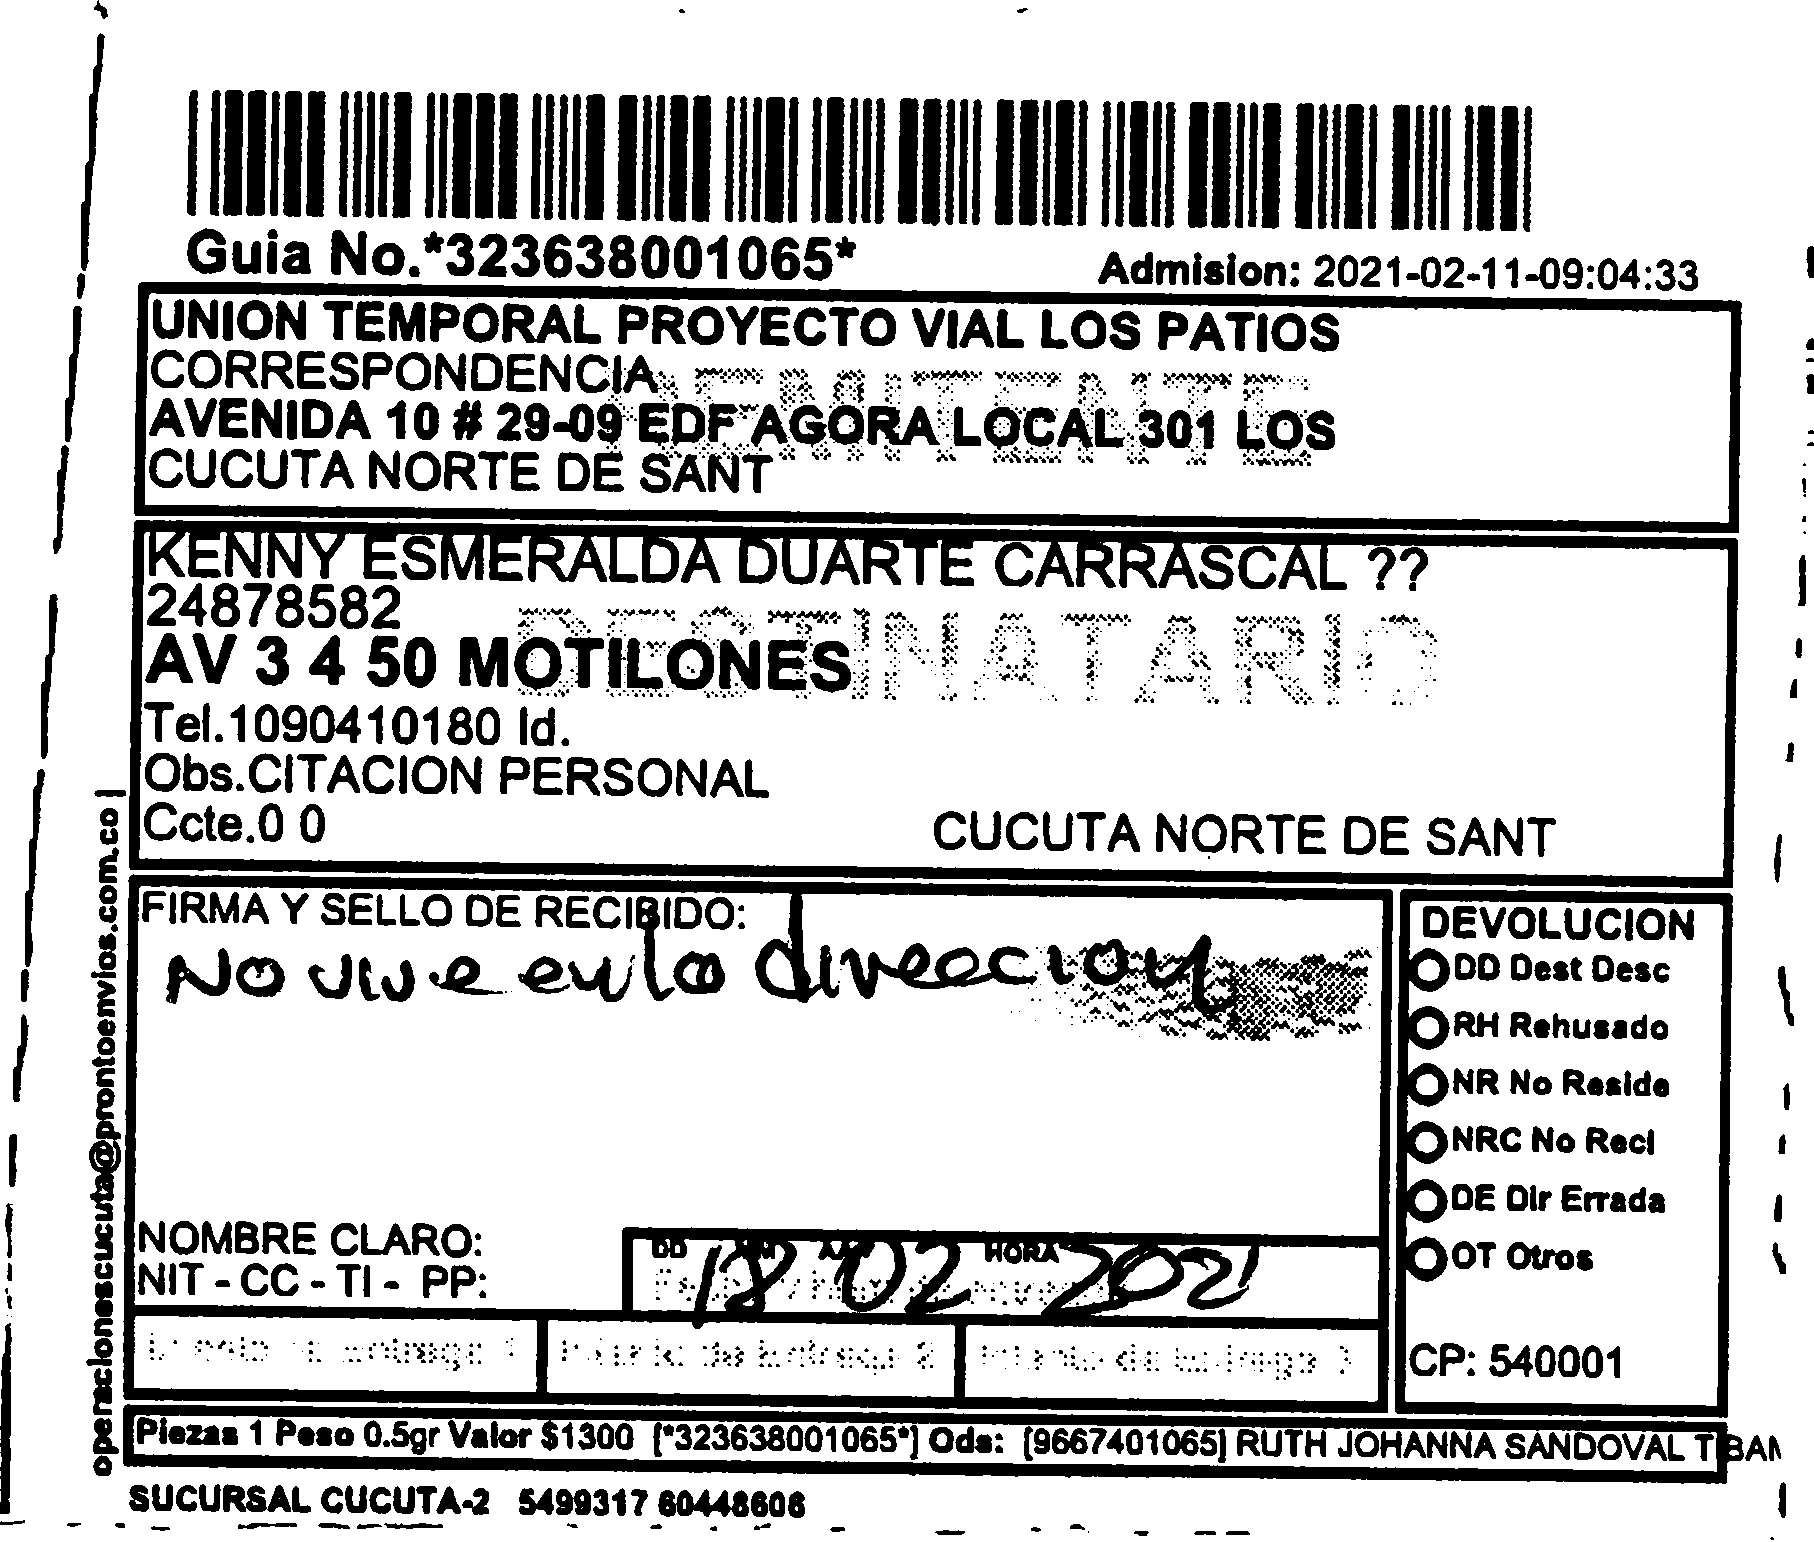 Guia No.*323638001065*
Admision: 2021-02-11-09:04:33
UNION TEMPORAL PROYECTO VIAL LOS PATIOS
CORRESPONDENCIA
REMITENTE
AVENIDA 10 # 29-09 EDF AGORA LOCAL 301 LOS
CUCUTA NORTE DE SANT
KENNY ESMERALDA DUARTE CARRASCAL ??
24878582
DESTINATARIO
AV 3 4 50 MOTILONES
Tel.1090410180 Id.
Obs.CITACION PERSONAL
Ccte.0 0
CUCUTA NORTE DE SANT
operacionescucuta@prontoenvios.com.co |
FIRMA Y SELLO DE RECIBIDO:
No vive en la direccion
DEVOLUCION
DD Dest Desc
RH Rehusado
NR No Reside
NRC No Recl
DE Dir Errada
OT Otros
CP: 540001
NOMBRE CLARO:
NIT - CC - TI - PP:
DD HORA
18 02 2021
Piezas 1 Peso 0.5gr Valor $1300 [*323638001065*] Ods: [9667401065] RUTH JOHANNA SANDOVAL TIBAM
SUCURSAL CUCUTA-2 5499317 60448606